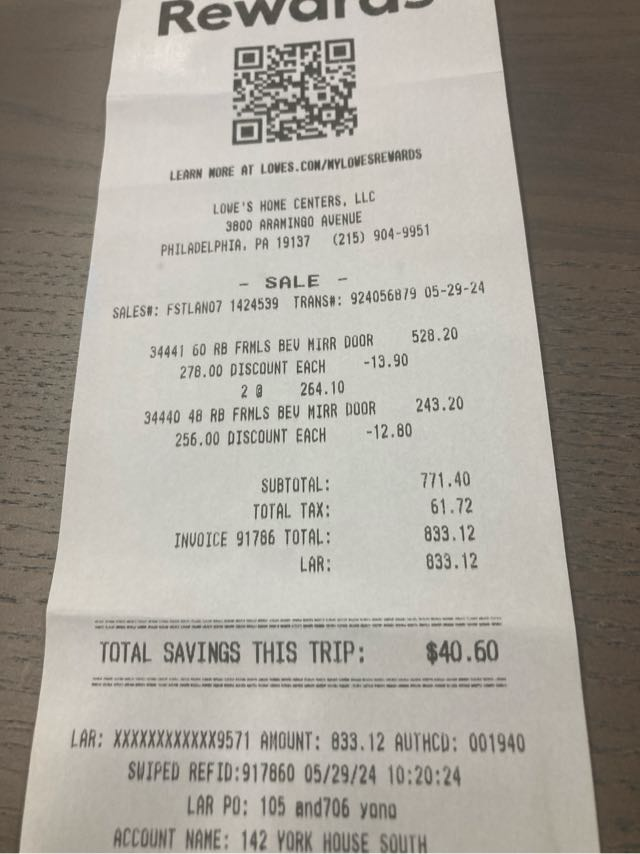 Rewards
LEARN MORE AT LOWES.COM/MYLOWESREWARDS
LOWE'S HOME CENTERS, LLC
3800 ARAMINGO AVENUE
PHILADELPHIA, PA 19137 (215) 904-9951
- SALE -
SALES#: FSTLAN07 1424539 TRANS#: 924056879 05-29-24
34441 60 RB FRMLS BEV MIRR DOOR 528.20
278.00 DISCOUNT EACH -13.90
2 @ 264.10
34440 48 RB FRMLS BEV MIRR DOOR 243.20
256.00 DISCOUNT EACH -12.80
SUBTOTAL: 771.40
TOTAL TAX: 61.72
INVOICE 91786 TOTAL: 833.12
LAR: 833.12
TOTAL SAVINGS THIS TRIP: $40.60
LAR: XXXXXXXXXXXX9571 AMOUNT: 833.12 AUTHCD: 001940
SWIPED REFID:917860 05/29/24 10:20:24
LAR PO: 105 and706 yona
ACCOUNT NAME: 142 YORK HOUSE SOUTH